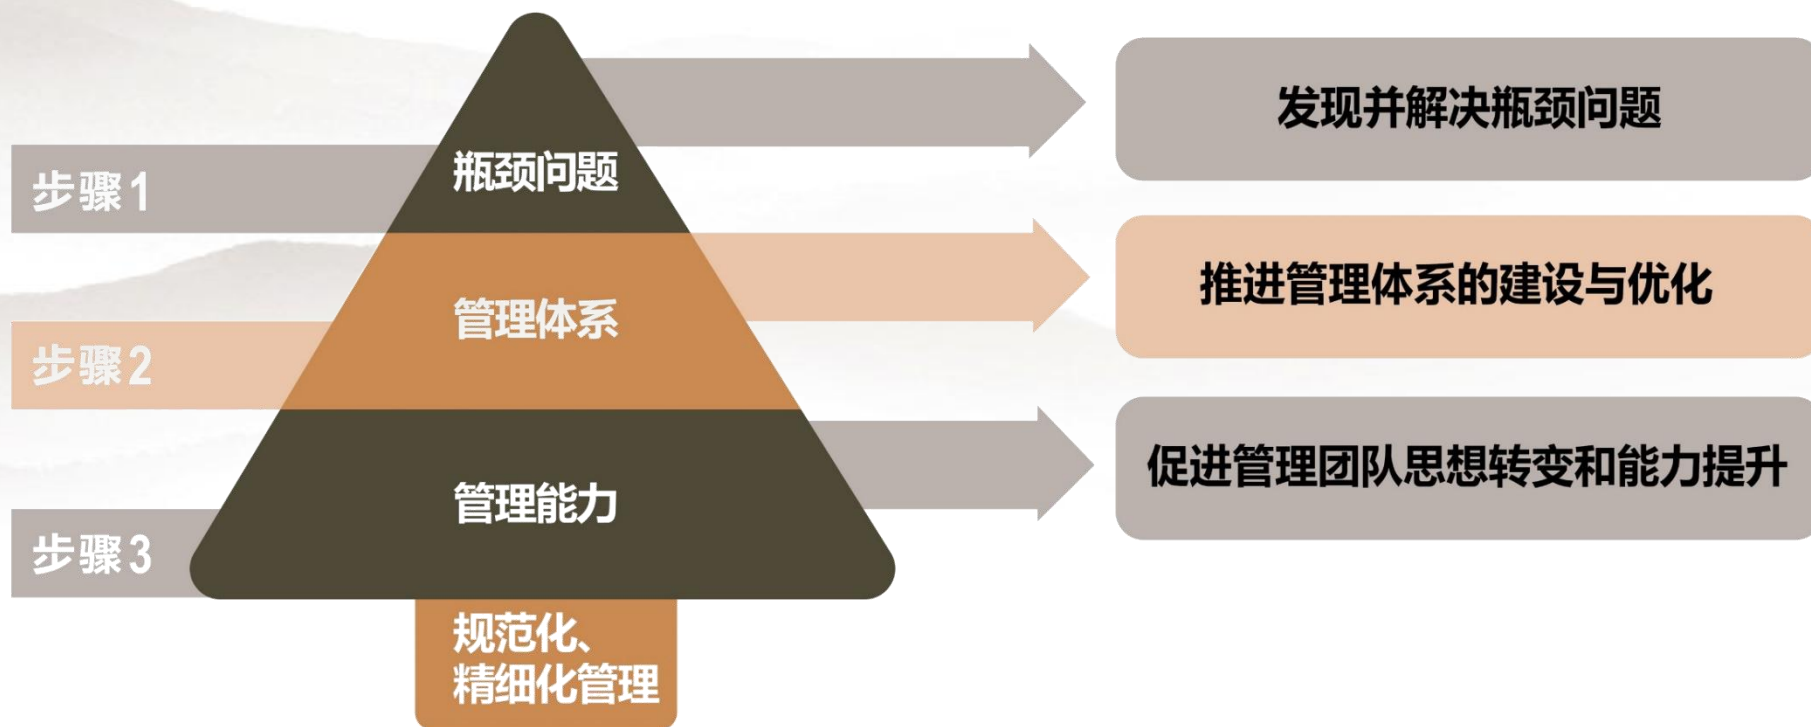 发现并解决瓶颈问题
瓶颈问题
步骤1
推进管理体系的建设与优化
管理体系
步骤2
促进管理团队思想转变和能力提升
管理能力
步骤3
规范化、
精细化管理